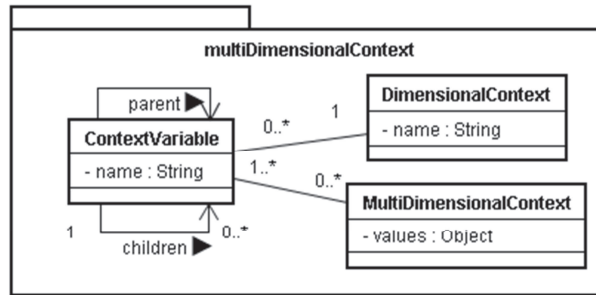 multiDimensionalContext
parent ▶
ContextVariable
- name : String
0..*
1
DimensionalContext
- name : String
1..*
0..*
MultiDimensionalContext
- values : Object
1
children ▶
0..*